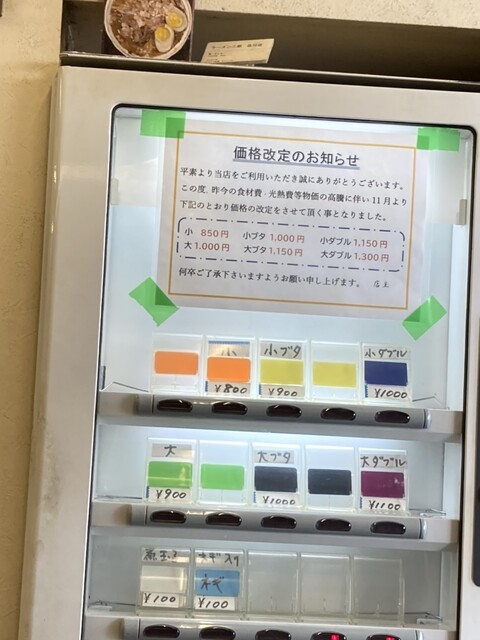 価格改定のお知らせ
平素より当店をご利用いただき誠にありがとうございます。
この度、昨今の食材費・光熱費等物価の高騰に伴い11月より
下記のとおり価格の改定をさせて頂く事となりました。
小 850円 小ブタ 1,000円 小ダブル 1,150円
大 1,000円 大ブタ 1,150円 大ダブル 1,300円
何卒ご了承下さいますようお願い申し上げます。 店主
小 小ブタ 小ダブル
¥800 ¥900 ¥1000
大 大ブタ 大ダブル
¥900 ¥1000 ¥1100
ネギ入り
ネギ
¥100 ¥100